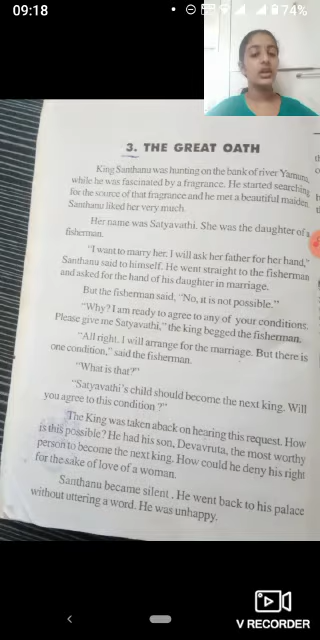 09:18
74%
3. THE GREAT OATH
King Santhanu was hunting on the bank of river Yamuna,
while he was fascinated by a fragrance. He started searching
for the source of that fragrance and he met a beautiful maiden.
Santhanu liked her very much.
Her name was Satyavathi. She was the daughter of a
fisherman.
"I want to marry her. I will ask her father for her hand,"
Santhanu said to himself. He went straight to the fisherman
and asked for the hand of his daughter in marriage.
But the fisherman said, "No, it is not possible."
"Why? I am ready to agree to any of your conditions.
Please give me Satyavathi," the king begged the fisherman.
"All right, I will arrange for the marriage. But there is
one condition," said the fisherman.
"What is that?"
"Satyavathi's child should become the next king. Will
you agree to this condition ?"
The King was taken aback on hearing this request. How
is this possible? He had his son, Devavruta, the most worthy
person to become the next king. How could he deny his right
for the sake of love of a woman.
Santhanu became silent . He went back to his palace
without uttering a word. He was unhappy.
V RECORDER